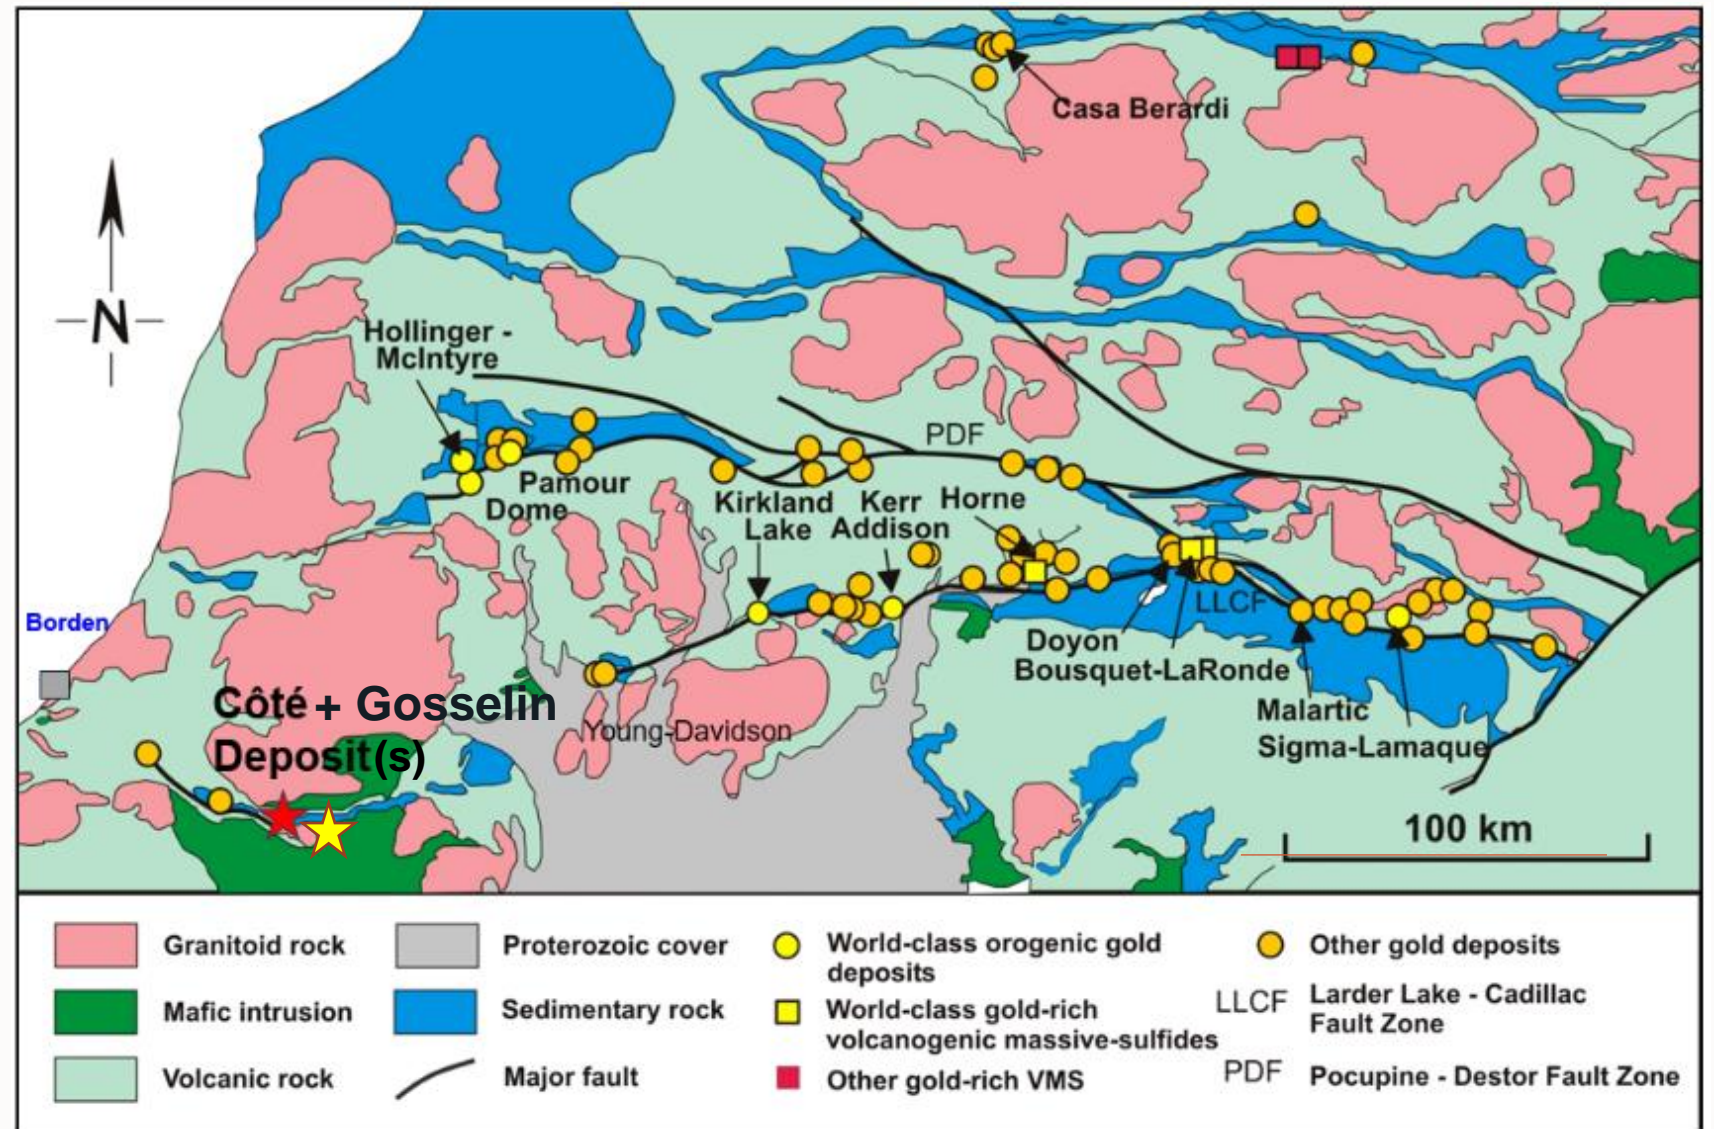 Casa Berardi
N
Hollinger -
McIntyre
PDF
Pamour
Dome
Kirkland
Lake
Kerr
Addison
Horne
LLCF
Borden
Doyon
Bousquet-LaRonde
Côté + Gosselin
Deposit(s)
Young-Davidson
Malartic
Sigma-Lamaque
100 km
Granitoid rock
Mafic intrusion
Volcanic rock
Proterozoic cover
Sedimentary rock
Major fault
World-class orogenic gold
deposits
World-class gold-rich
volcanogenic massive-sulfides
Other gold-rich VMS
Other gold deposits
LLCF Larder Lake - Cadillac
Fault Zone
PDF Pocupine - Destor Fault Zone